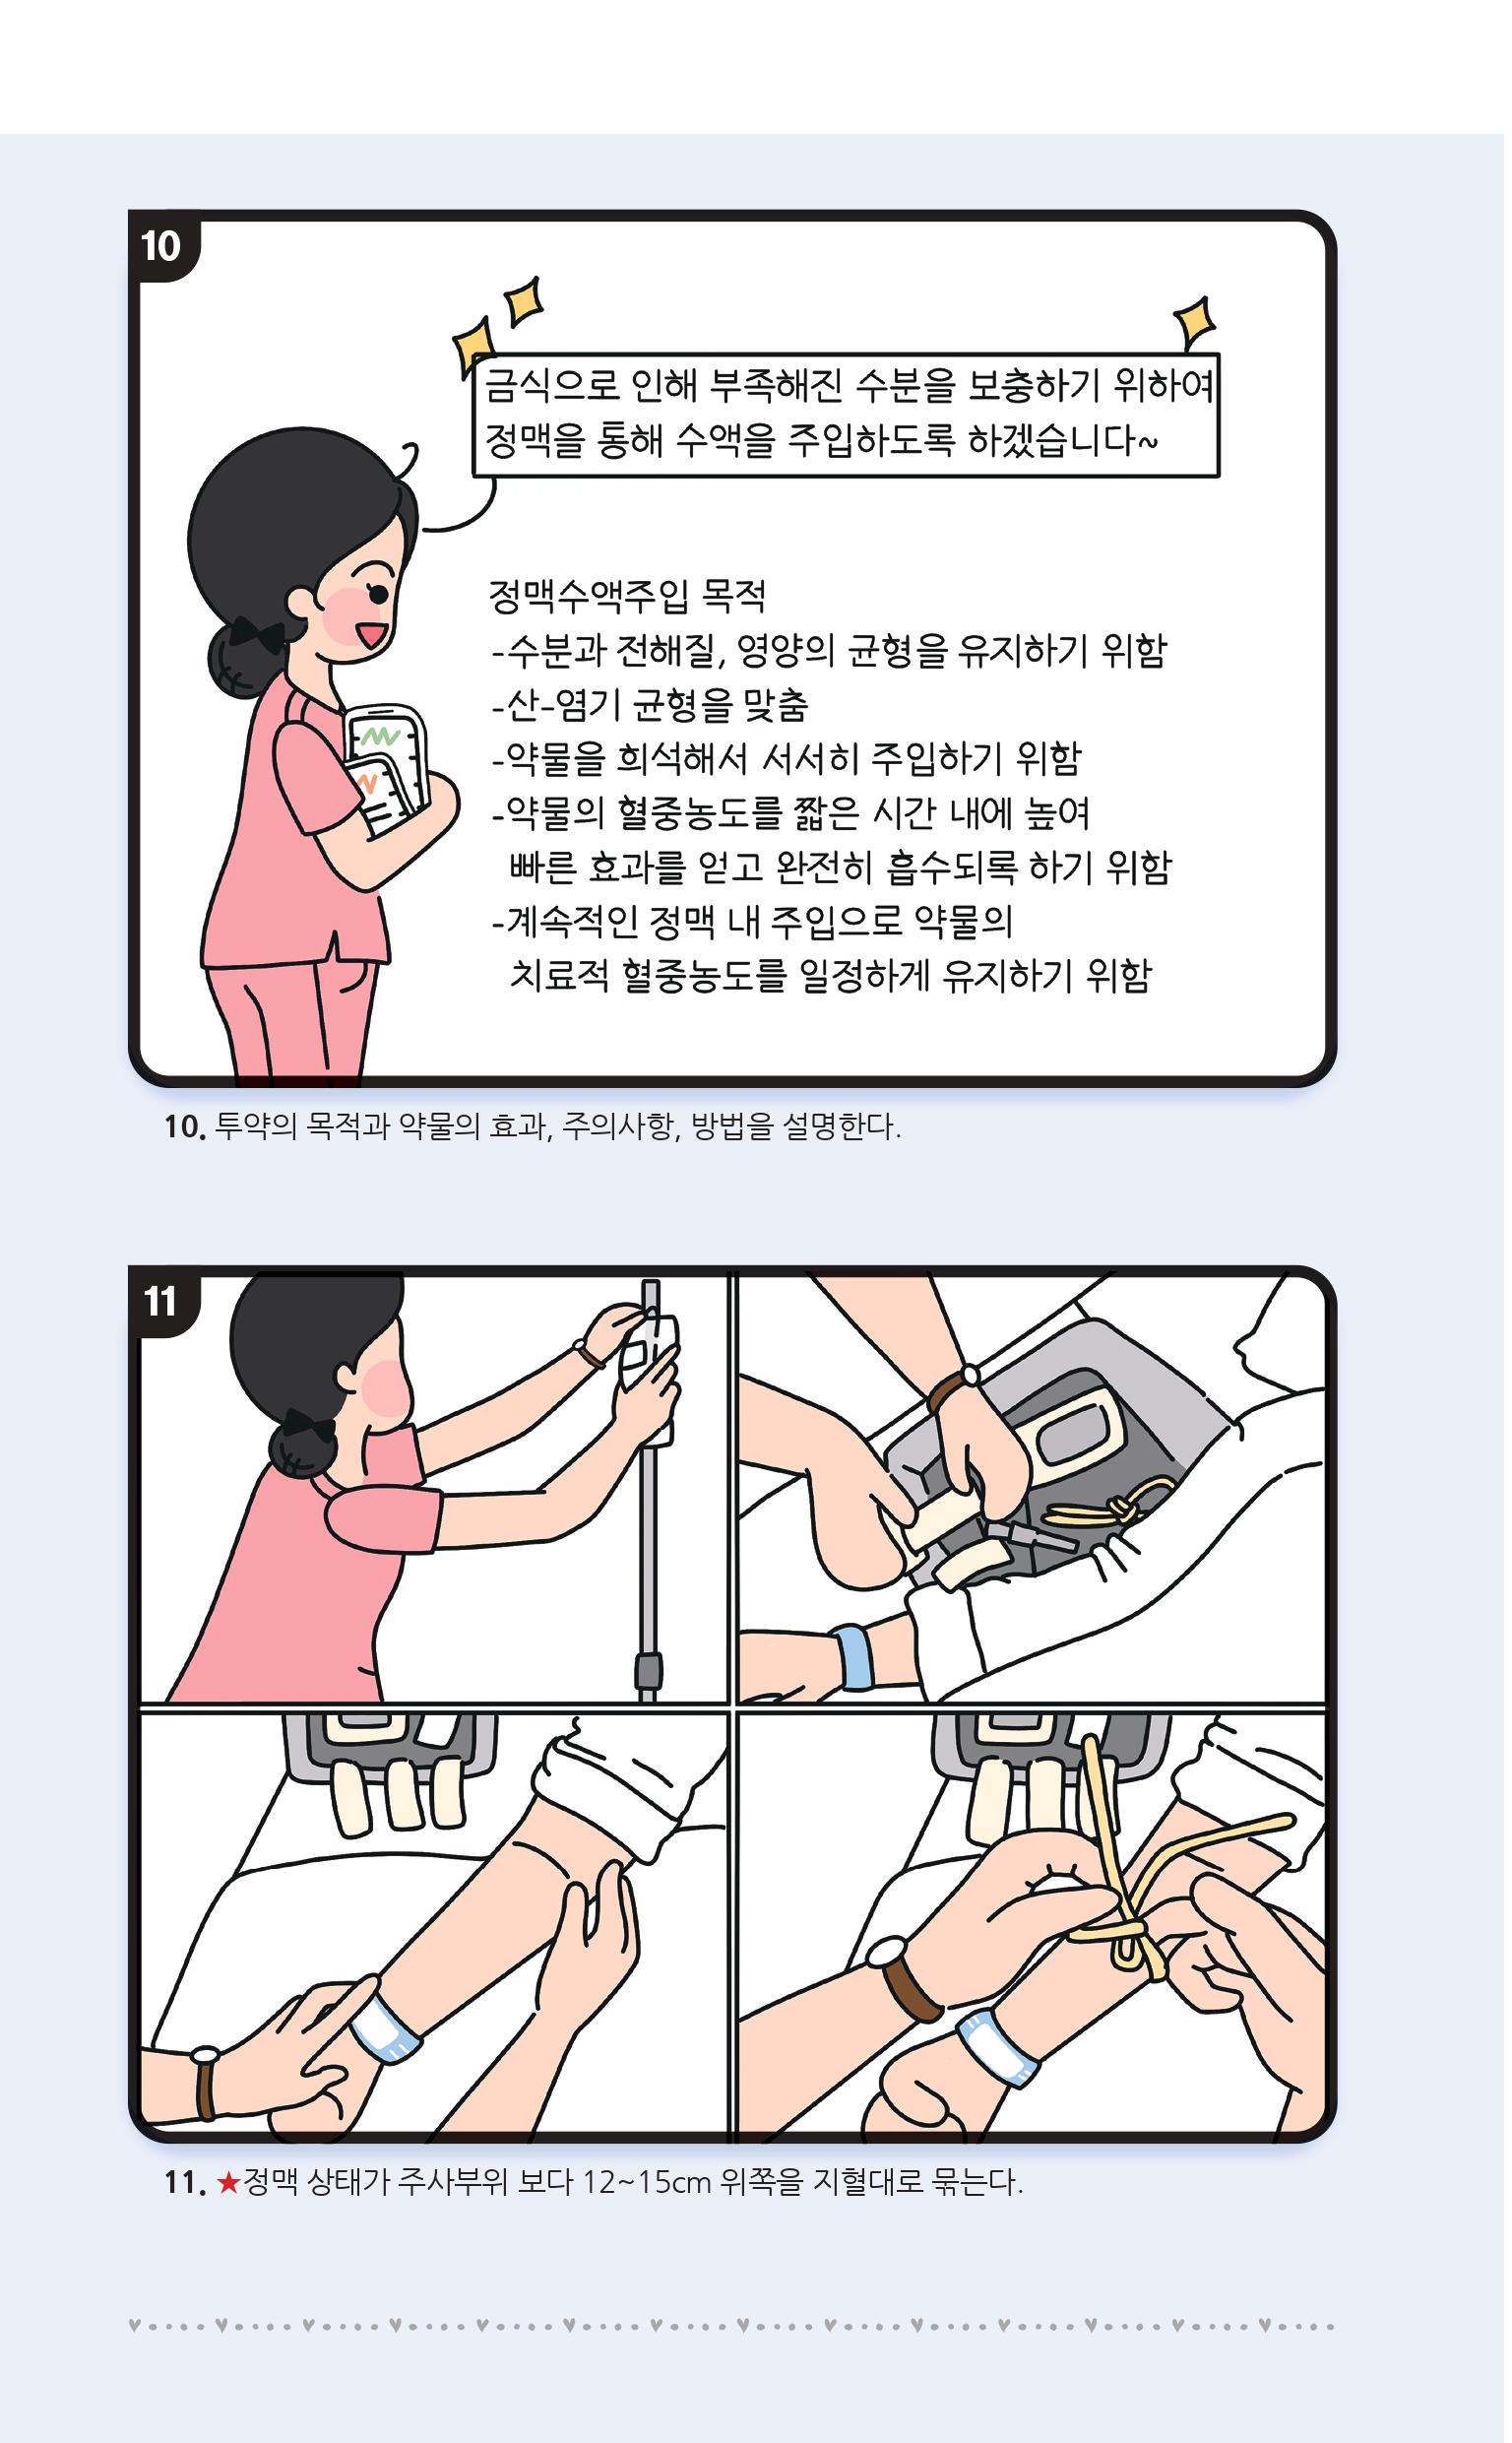 10
금식으로 인해 부족해진 수분을 보충하기 위하여
정맥을 통해 수액을 주입하도록 하겠습니다~
정맥수액주입 목적
-수분과 전해질, 영양의 균형을 유지하기 위함
-산-염기 균형을 맞춤
-약물을 희석해서 서서히 주입하기 위함
-약물의 혈중농도를 짧은 시간 내에 높여
빠른 효과를 얻고 완전히 흡수되록 하기 위함
-계속적인 정맥 내 주입으로 약물의
치료적 혈중농도를 일정하게 유지하기 위함
10. 투약의 목적과 약물의 효과, 주의사항, 방법을 설명한다.
11
11. ★정맥 상태가 주사부위 보다 12~15cm 위쪽을 지혈대로 묶는다.